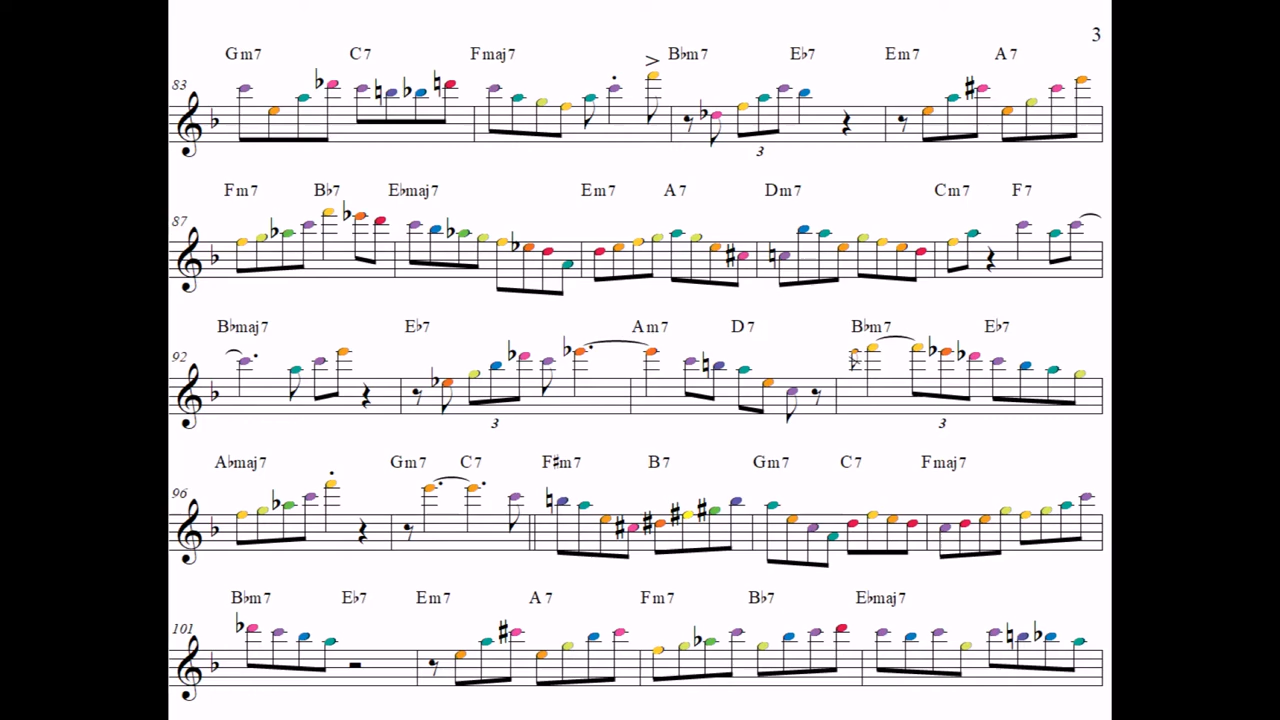 3
Gm7 C7 Fmaj7 B♭m7 E♭7 Em7 A7
83
3
Fm7 B♭7 E♭maj7 Em7 A7 Dm7 Cm7 F7
87
B♭maj7 E♭7 Am7 D7 B♭m7 E♭7
92
3 3
A♭maj7 Gm7 C7 F#m7 B7 Gm7 C7 Fmaj7
96
B♭m7 E♭7 Em7 A7 Fm7 B♭7 E♭maj7
101